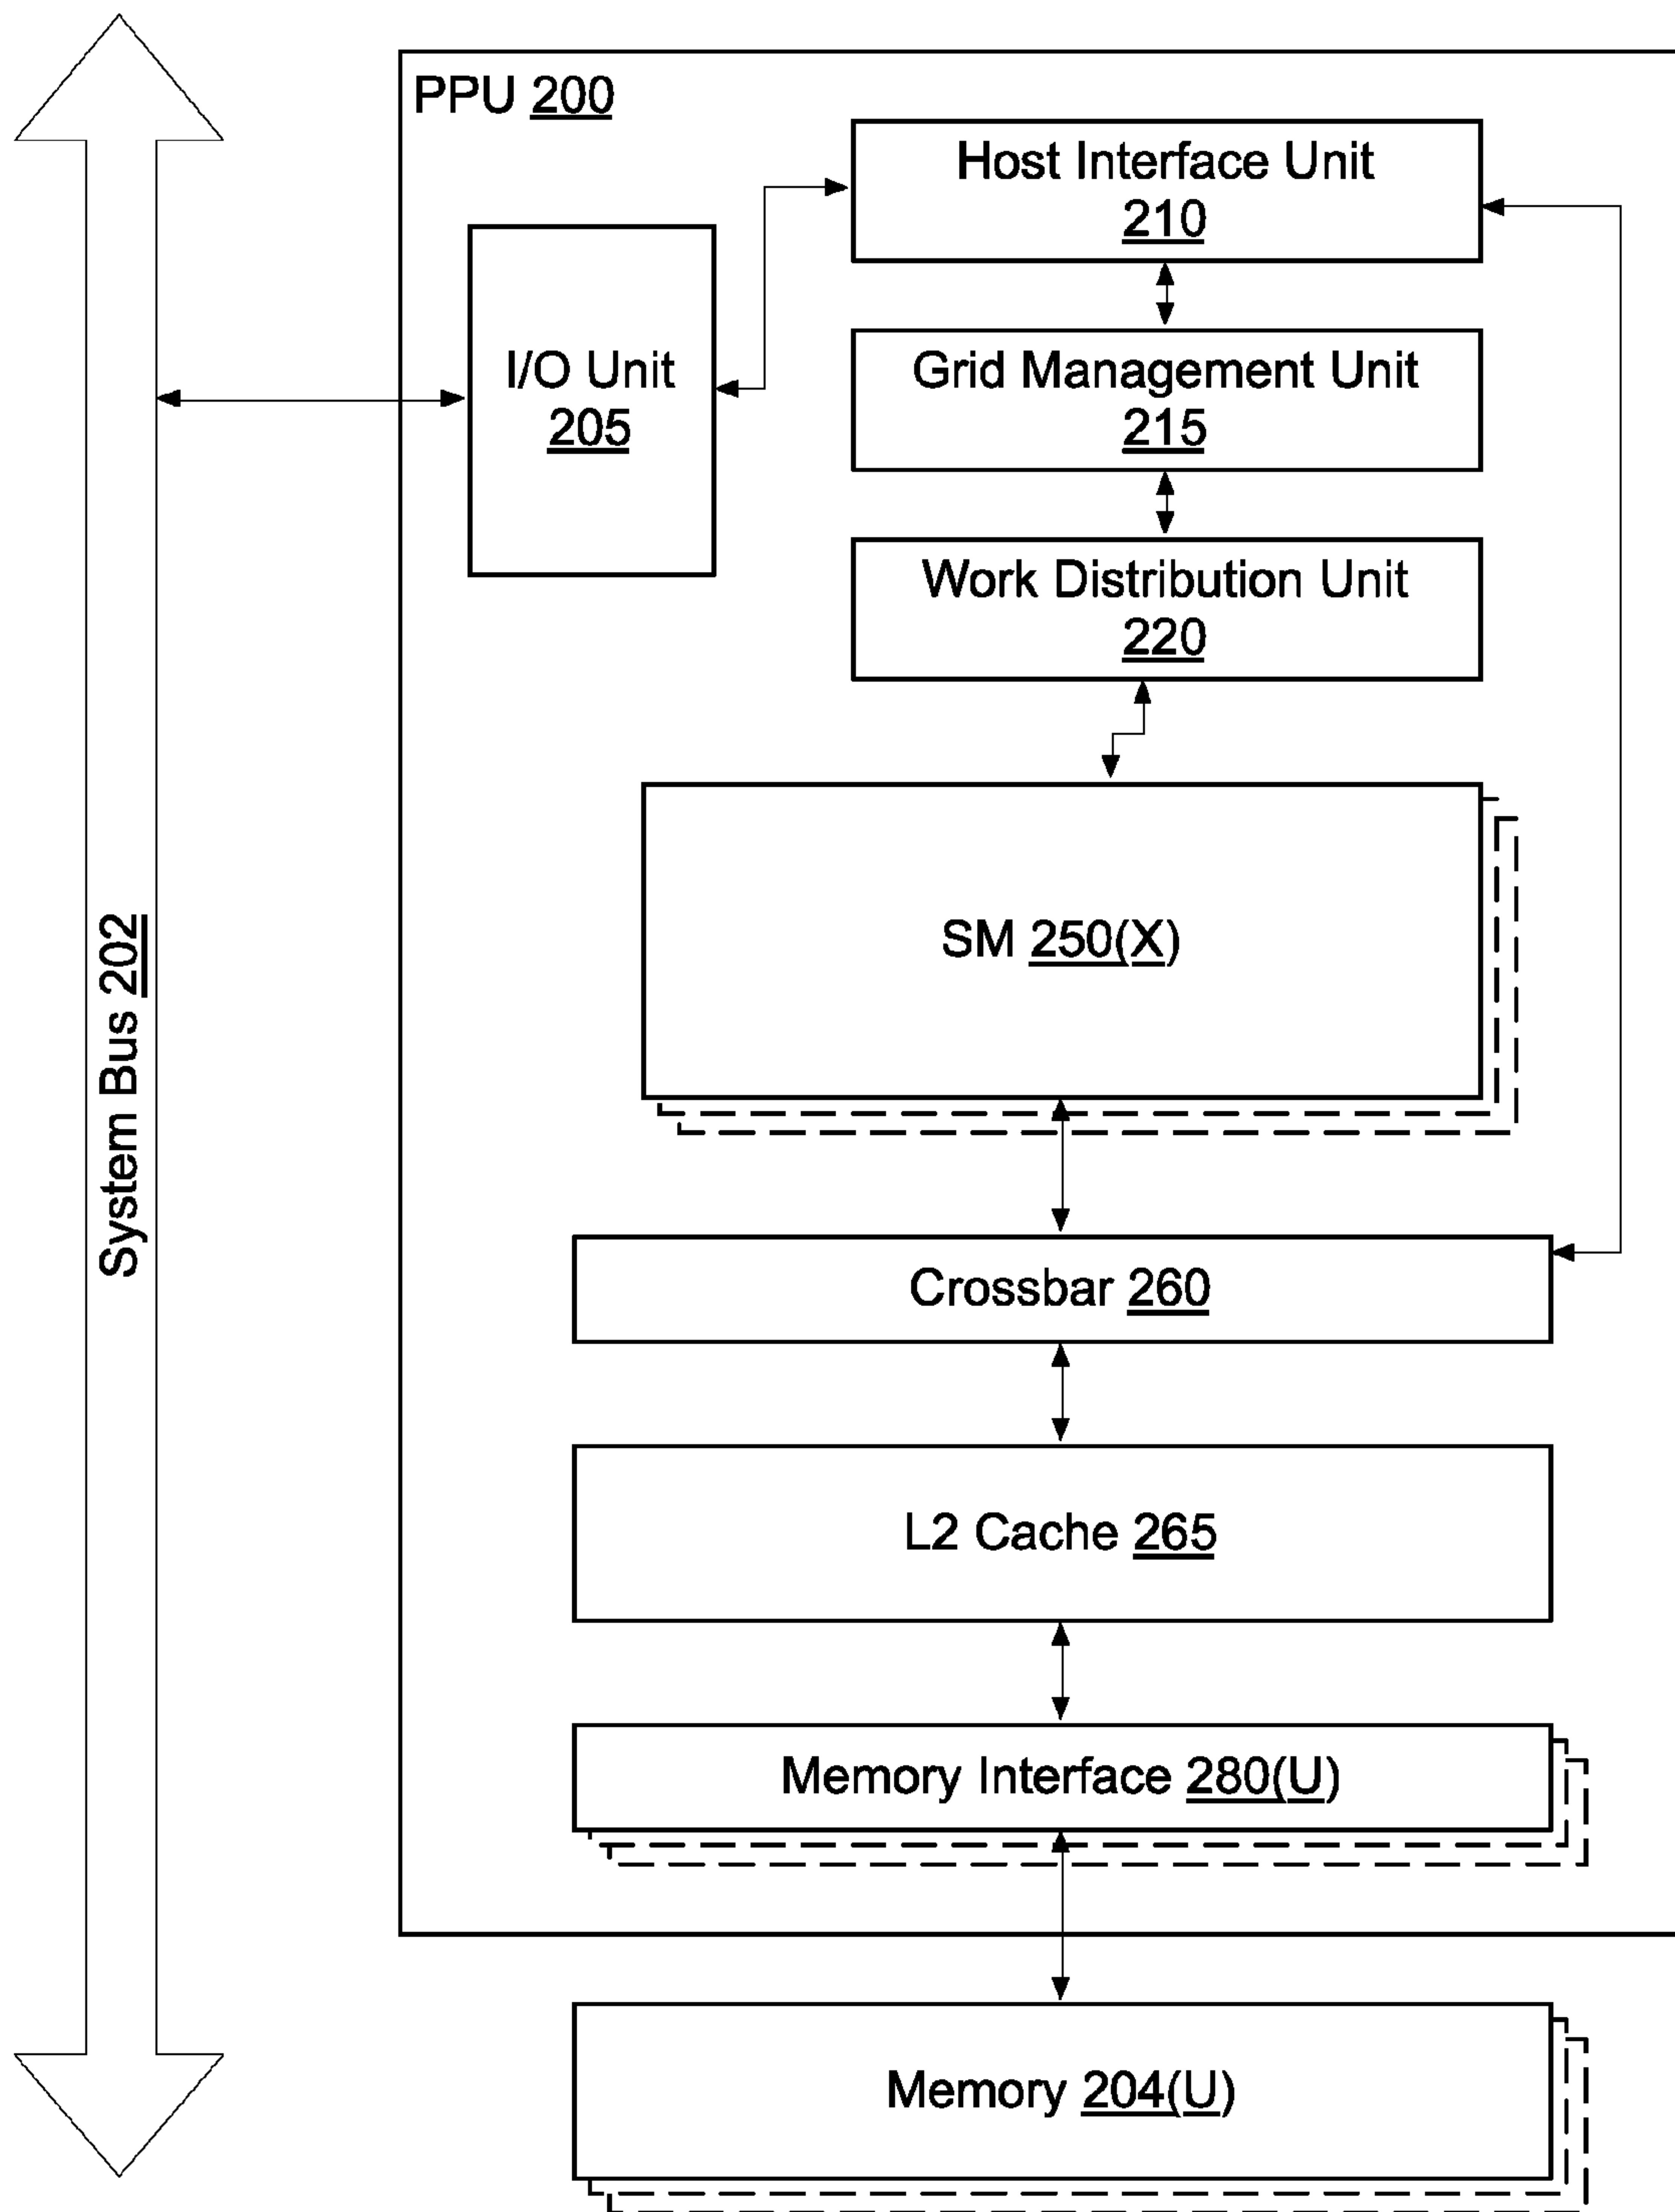 PPU 200
Host Interface Unit
210
I/O Unit
205
Grid Management Unit
215
Work Distribution Unit
220
SM 250(X)
System Bus 202
Crossbar 260
L2 Cache 265
Memory Interface 280(U)
Memory 204(U)